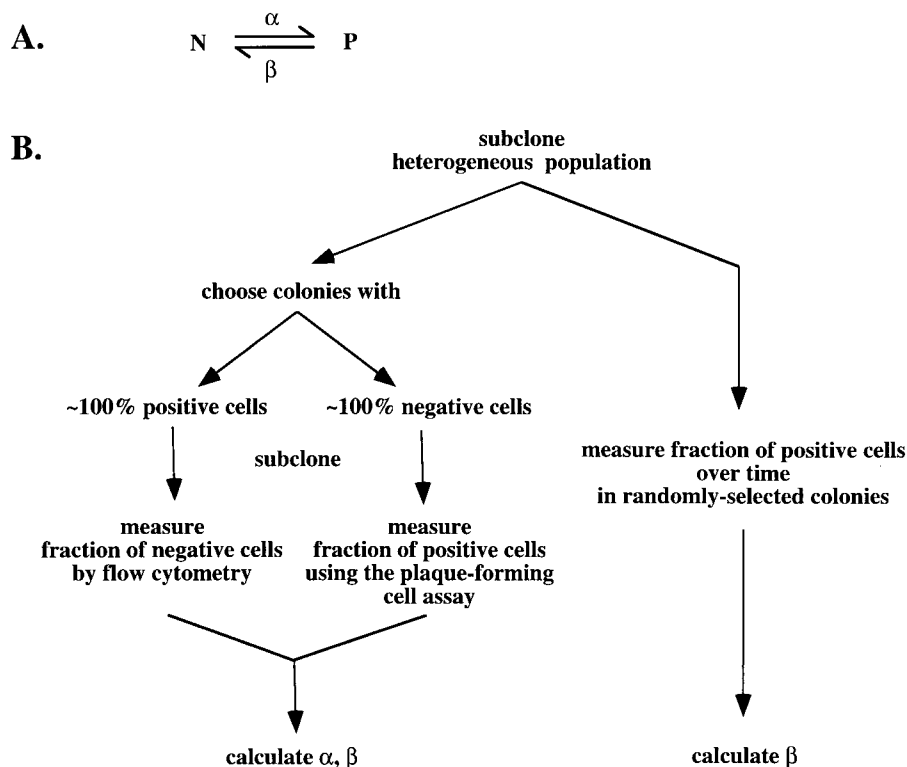 A.
α
N P
β
B.
subclone
heterogeneous population
choose colonies with
~100% positive cells ~100% negative cells
subclone
measure
fraction of negative cells
by flow cytometry
measure
fraction of positive cells
using the plaque-forming
cell assay
measure fraction of positive cells
over time
in randomly-selected colonies
calculate α, β
calculate β